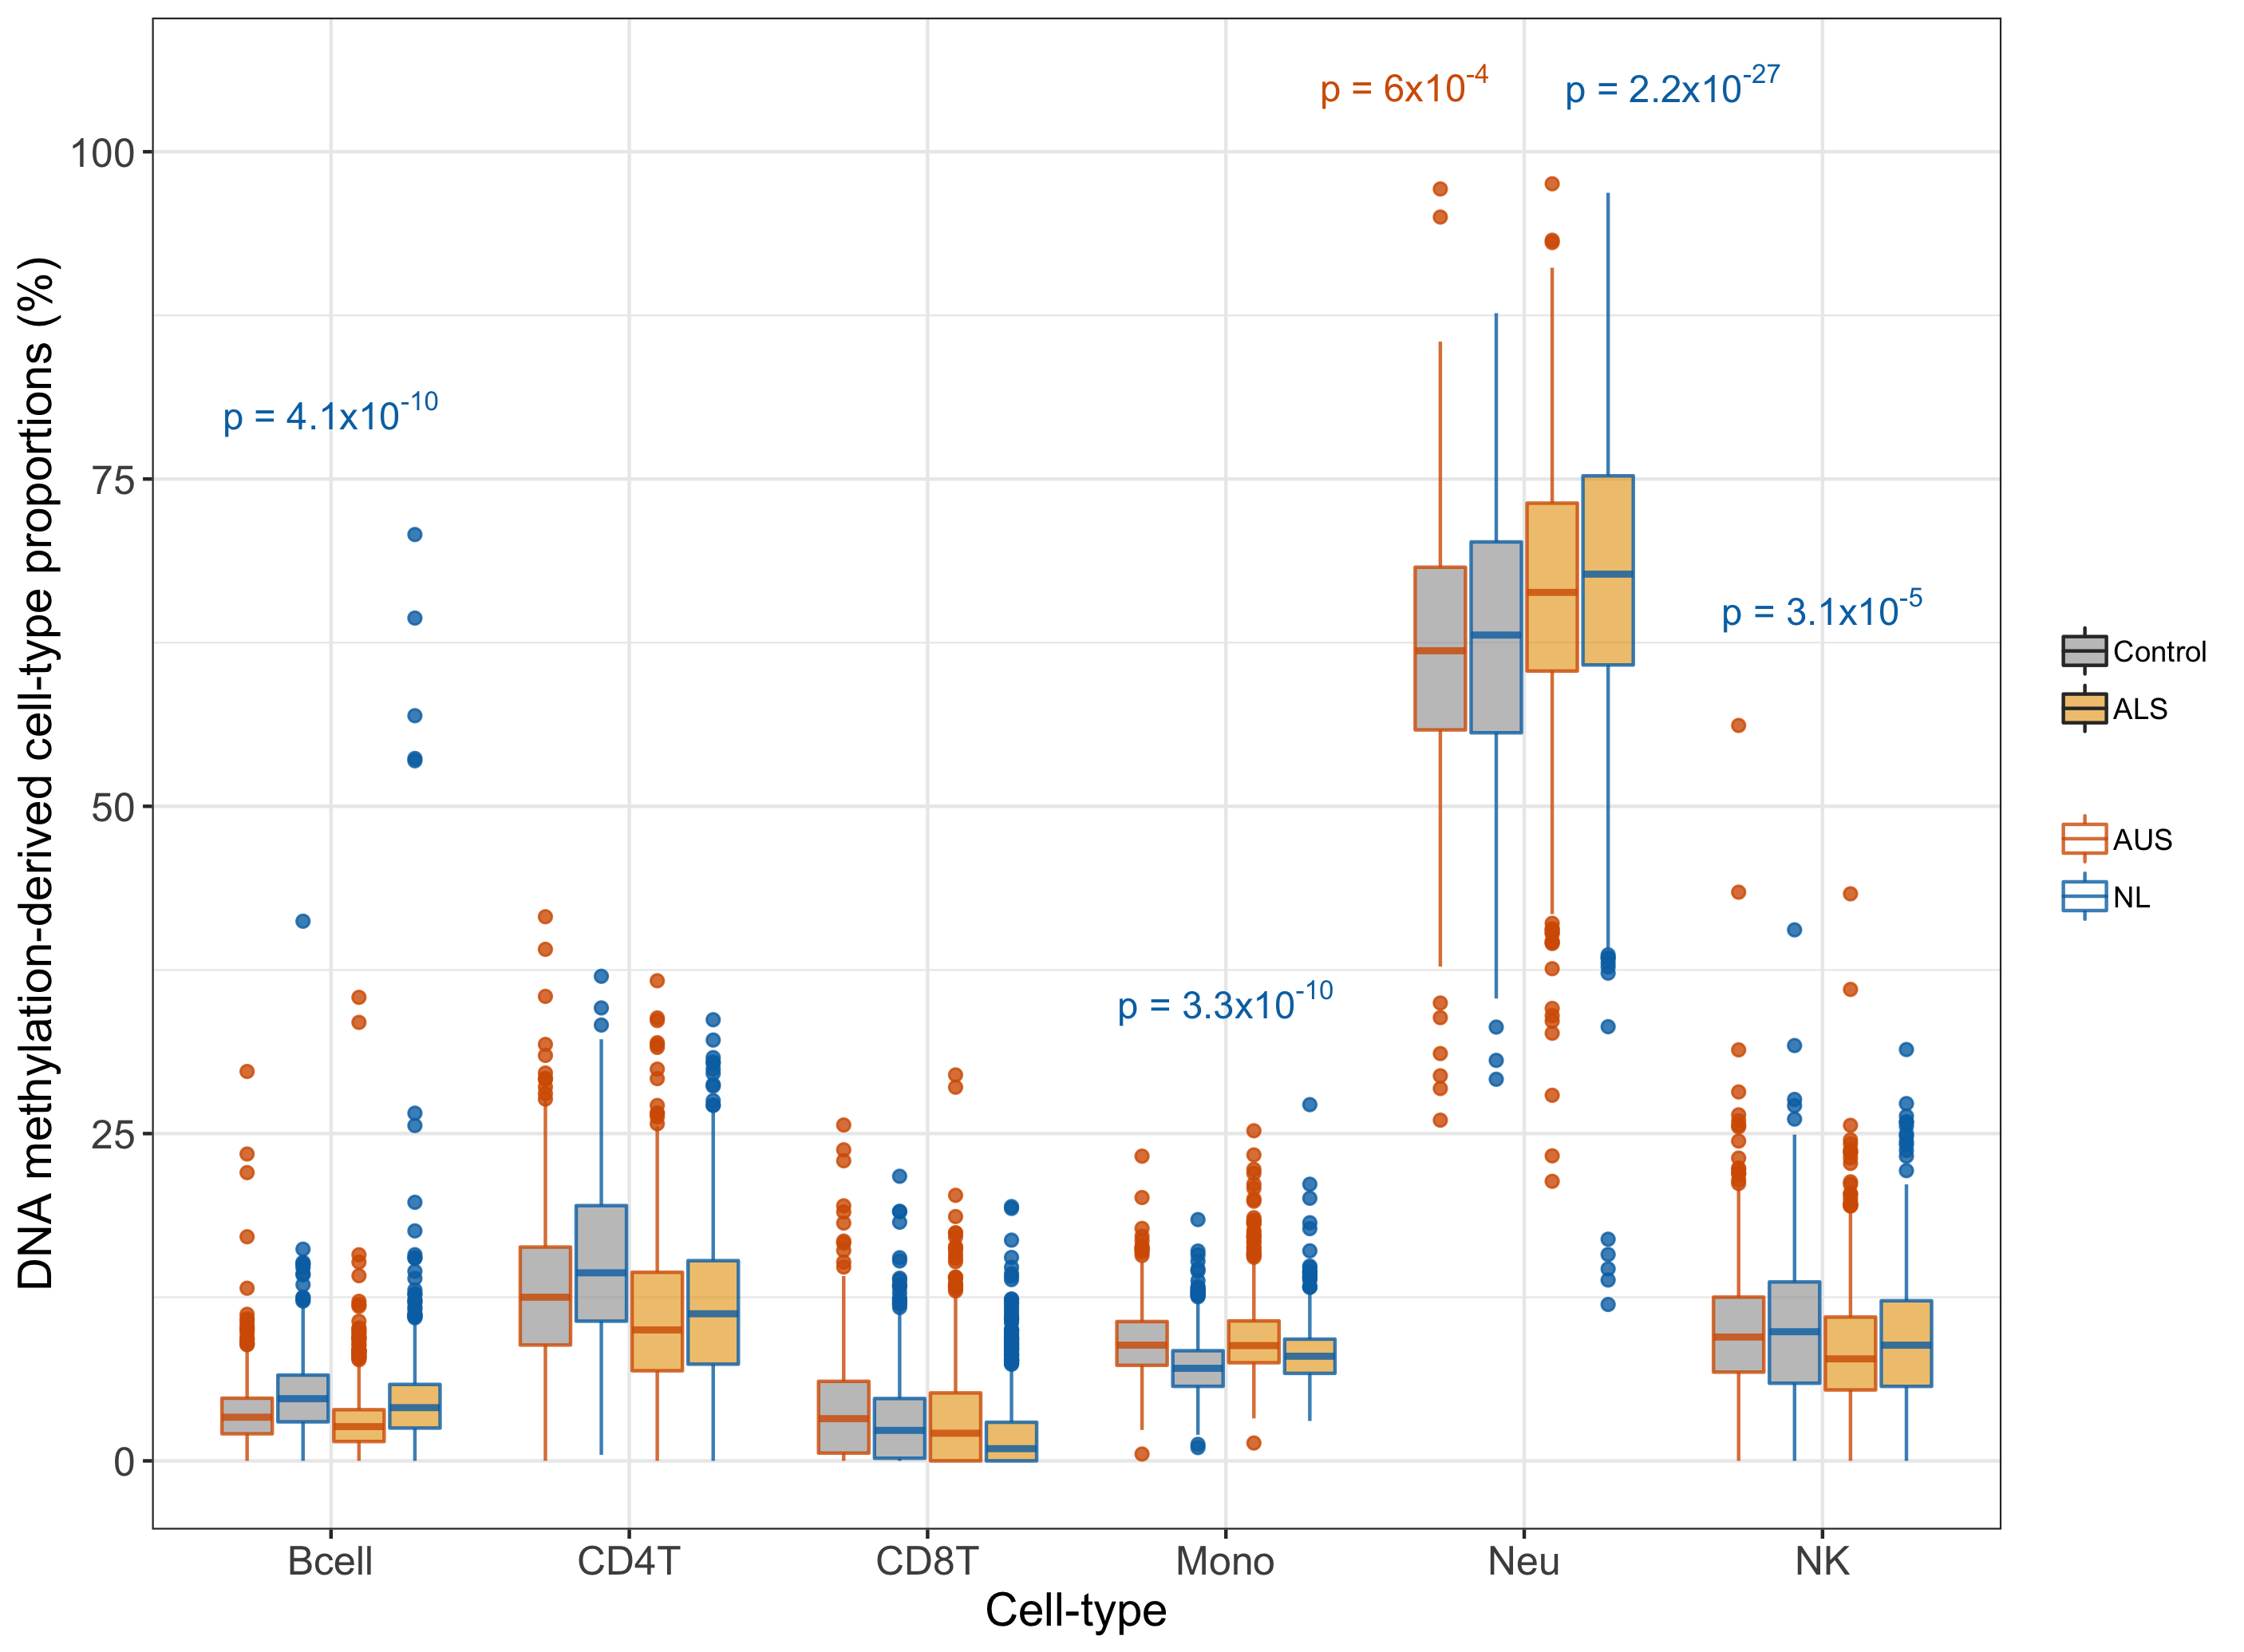 p = 6x10-4
p = 2.2x10-27
100
p = 4.1x10-10
75
p = 3.1x10-5
50
p = 3.3x10-10
25
0
DNA methylation-derived cell-type proportions (%)
Bcell
CD4T
CD8T
Mono
Neu
NK
Cell-type
Control
ALS
AUS
NL